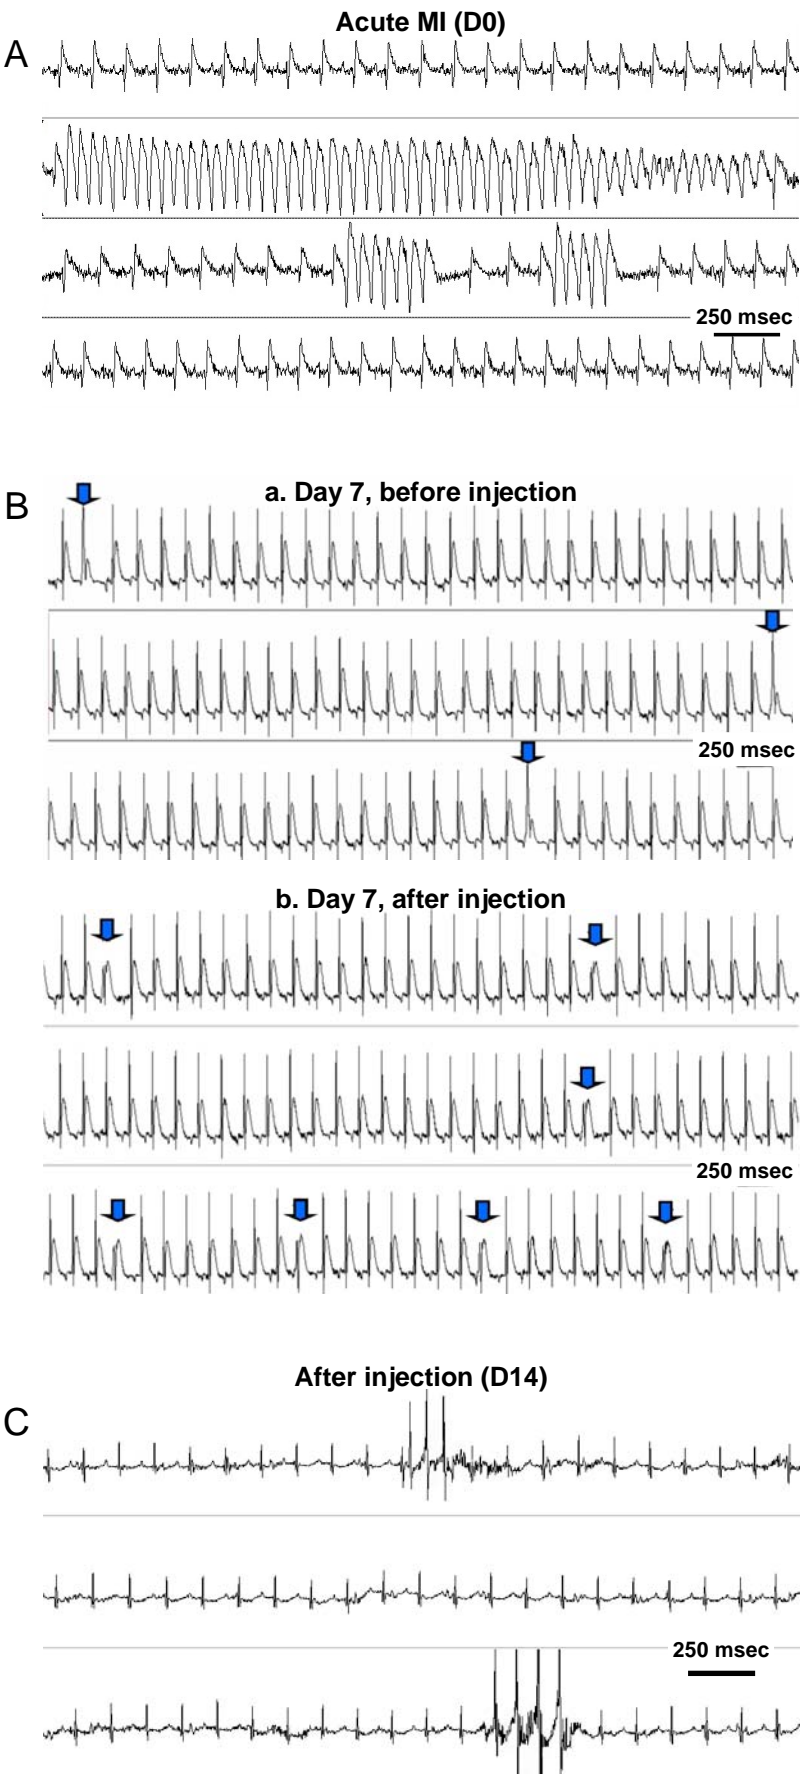 Acute MI (D0)
A
250 msec
B
a. Day 7, before injection
250 msec
b. Day 7, after injection
250 msec
After injection (D14)
C
250 msec